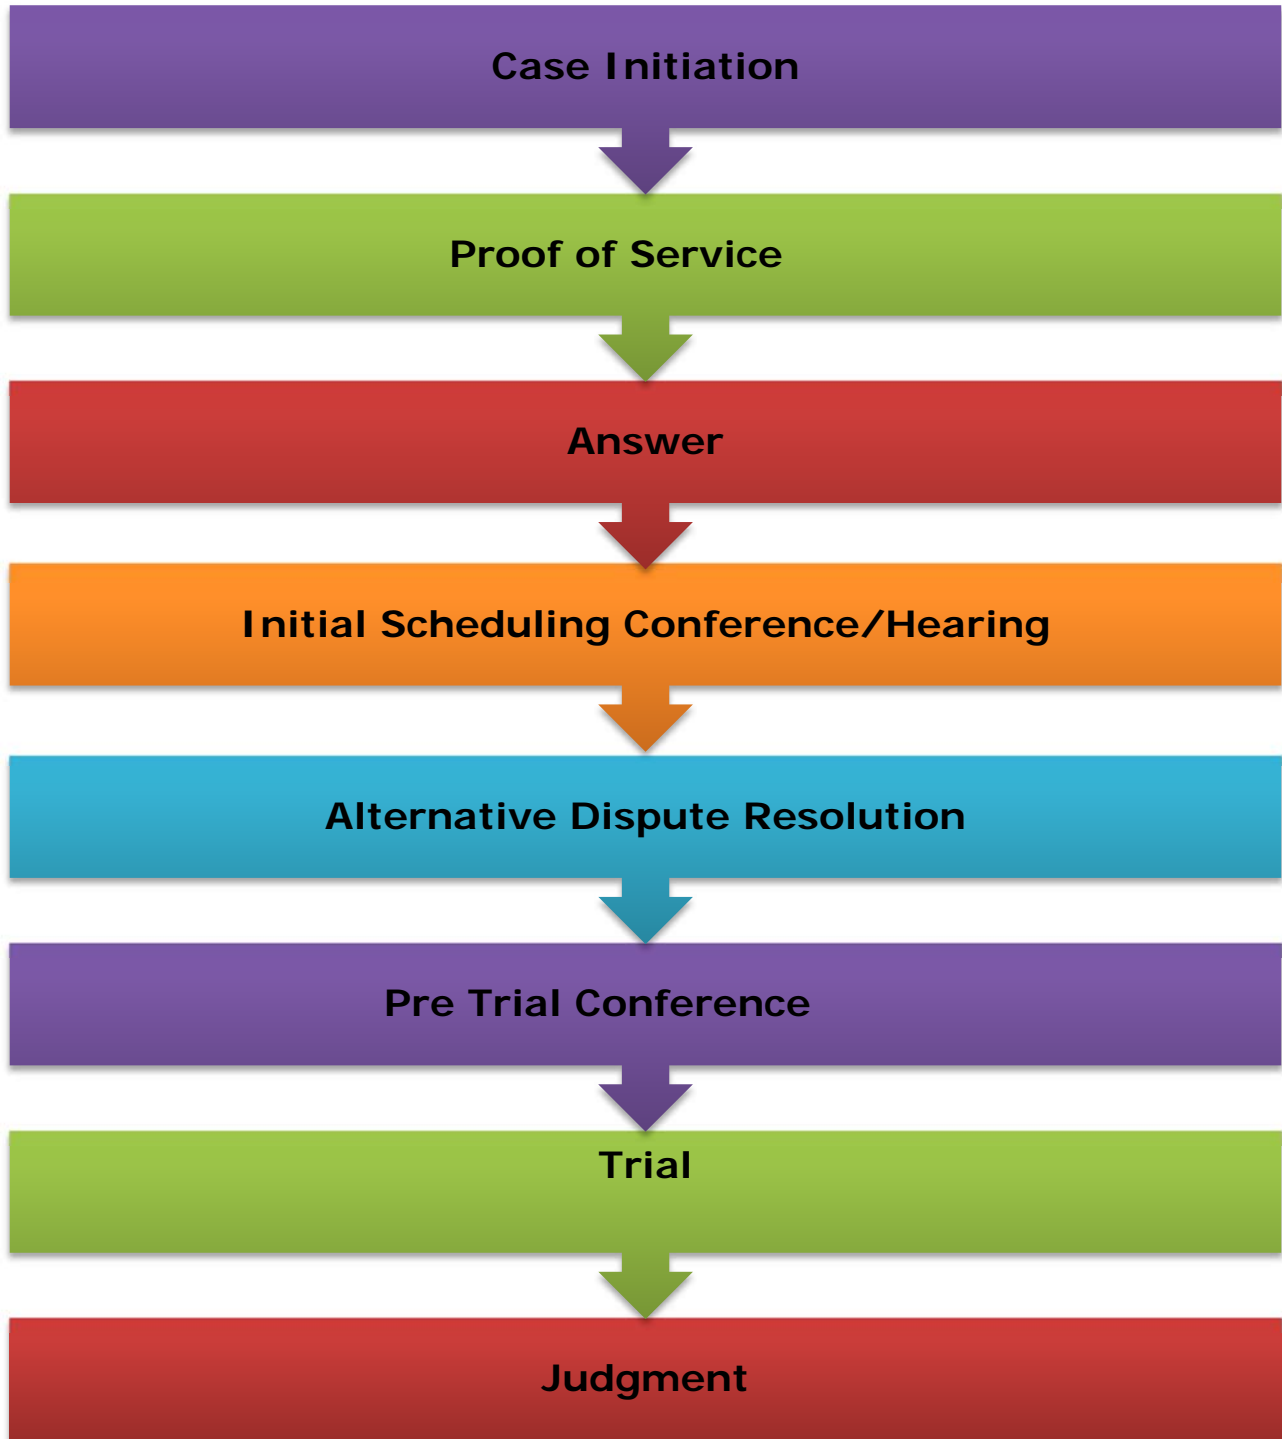 Case Initiation
Proof of Service
Answer
Initial Scheduling Conference/Hearing
Alternative Dispute Resolution
Pre Trial Conference
Trial
Judgment